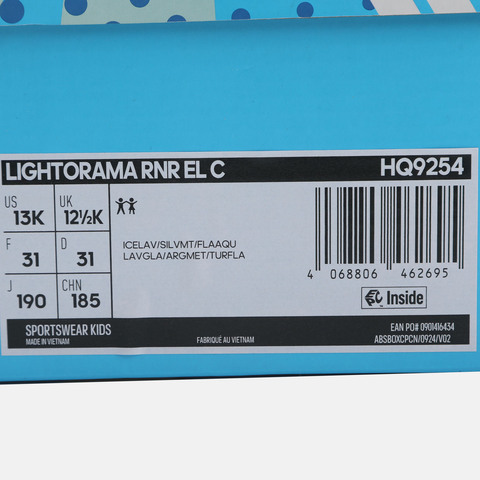 LIGHTORAMA RNR EL C HQ9254
US 13K UK 12½K
F 31 D 31
J 190 CHN 185
ICELAV/SILVMT/FLAAQU
LAVGLA/ARGMET/TURFLA
4 068806 462695
Inside
SPORTSWEAR KIDS EAN PO# 0901416434
MADE IN VIETNAM FABRIQUÉ AU VIETNAM ABSBOXCPCN/0924/V02